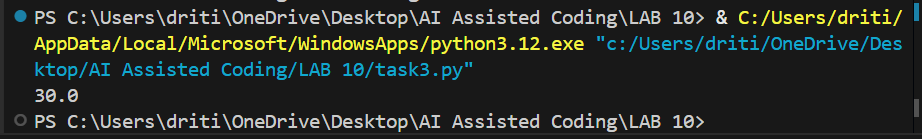 PS C:\Users\driti\OneDrive\Desktop\AI Assisted Coding\LAB 10> & C:/Users/driti/
AppData/Local/Microsoft/WindowsApps/python3.12.exe "c:/Users/driti/OneDrive/Des
ktop/AI Assisted Coding/LAB 10/task3.py"
30.0
PS C:\Users\driti\OneDrive\Desktop\AI Assisted Coding\LAB 10>